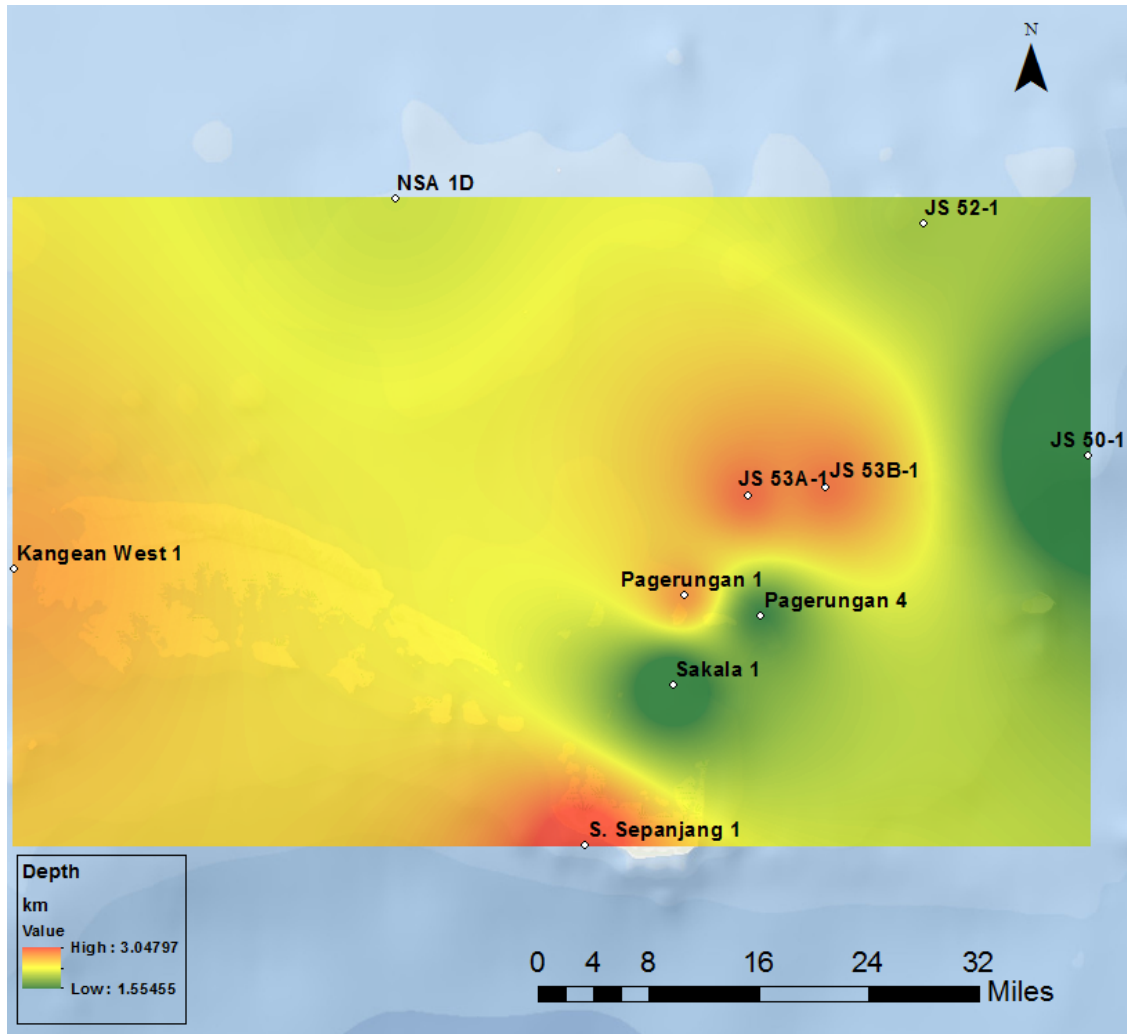 N
NSA 1D
JS 52-1
JS 50-1
JS 53A-1
JS 53B-1
Kangean West 1
Pagerungan 1
Pagerungan 4
Sakala 1
S. Sepanjang 1
Depth
km
Value
High : 3.04797
Low : 1.55455
0 4 8 16 24 32
Miles